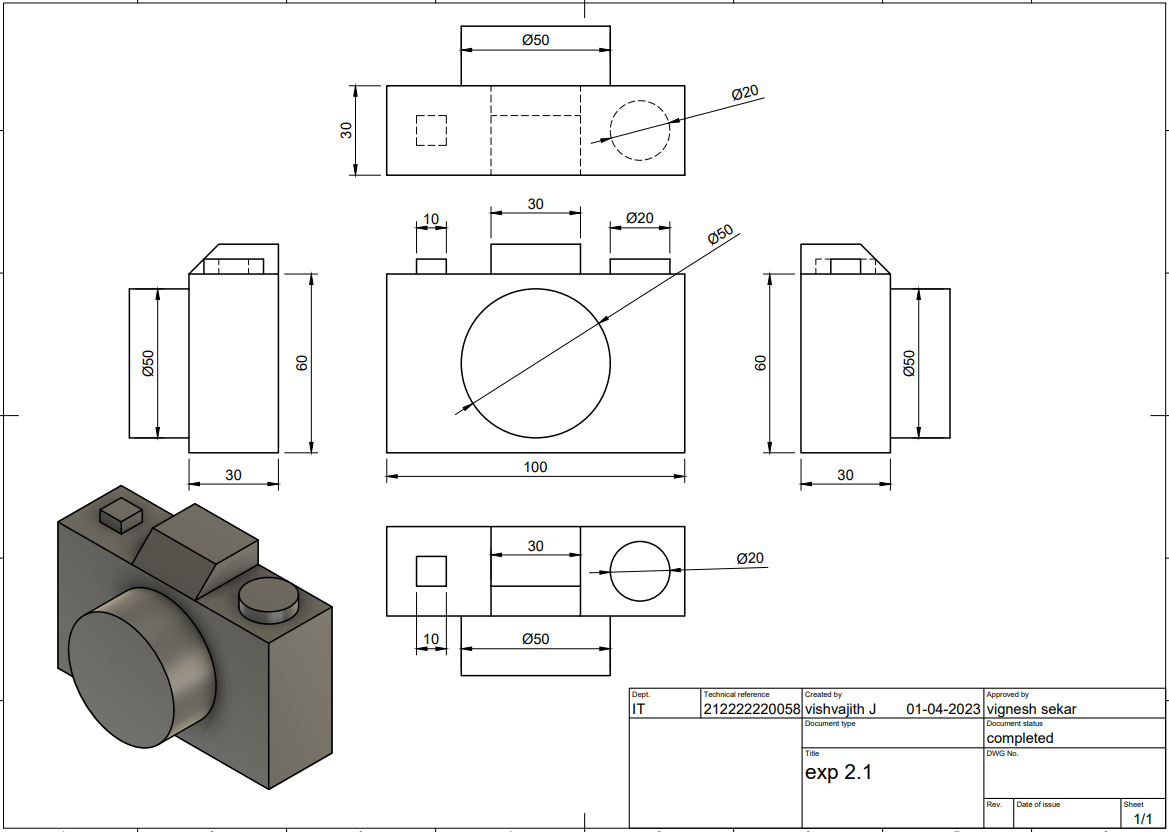 Ø50
Ø20
30
10
30
Ø20
Ø50
Ø50
60
60
Ø50
30
100
30
30
Ø20
10
Ø50
Dept.
IT
Technical reference
212222220058
Created by
vishvajith J 01-04-2023
Approved by
vignesh sekar
Document type
Document status
completed
Title
exp 2.1
DWG No.
Rev.
Date of issue
Sheet
1/1